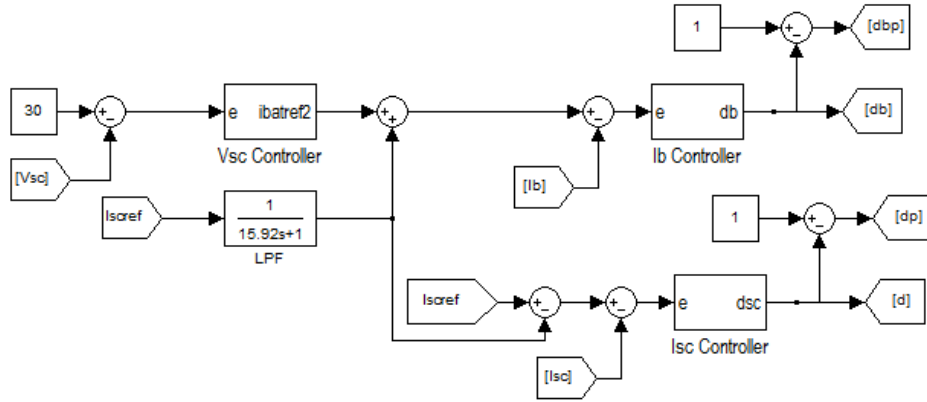 1
[dbp]
30
e ibatref2
e db
[db]
Vsc Controller
Ib Controller
[Vsc]
[Ib]
Iscref
1
15.92s+1
LPF
1
[dp]
Iscref
e dsc
[d]
Isc Controller
[Isc]